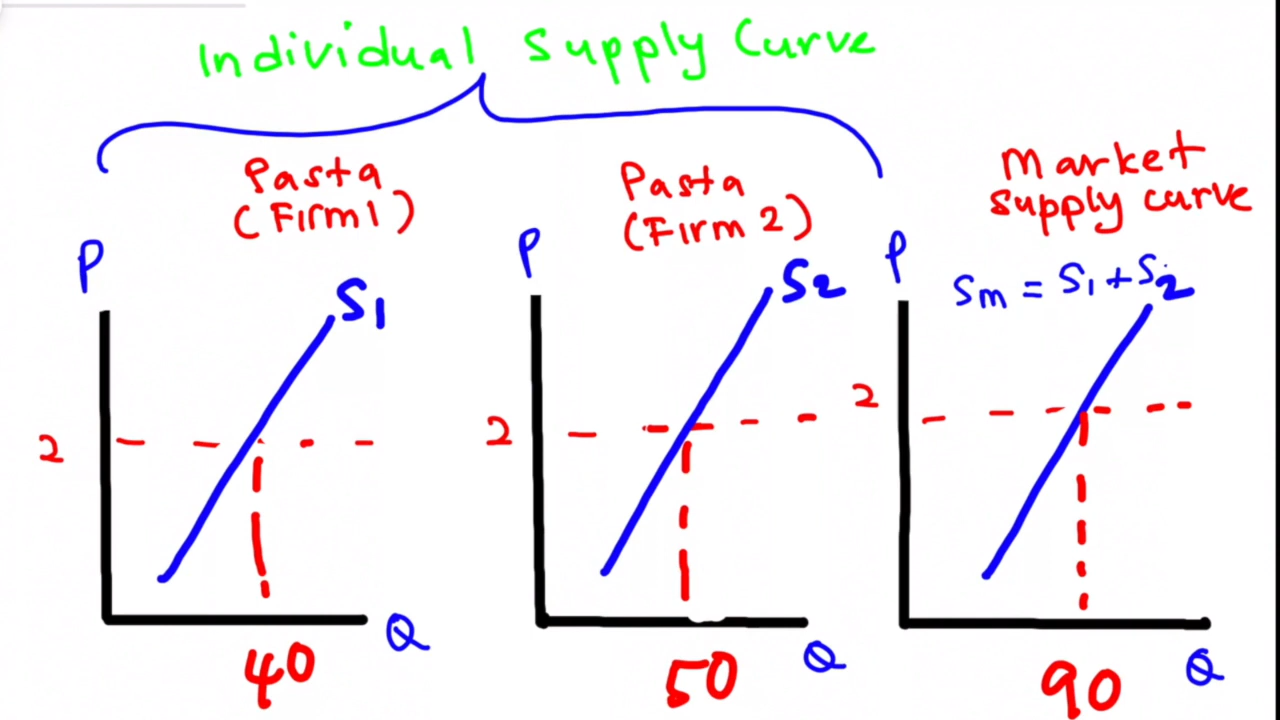 Individual Supply Curve
Pasta
(Firm1)
P
S1
2
Q
40
Pasta
(Firm 2)
P
S2
2
Q
50
Market
supply curve
P
Sm = S1 + S2
2
Q
90